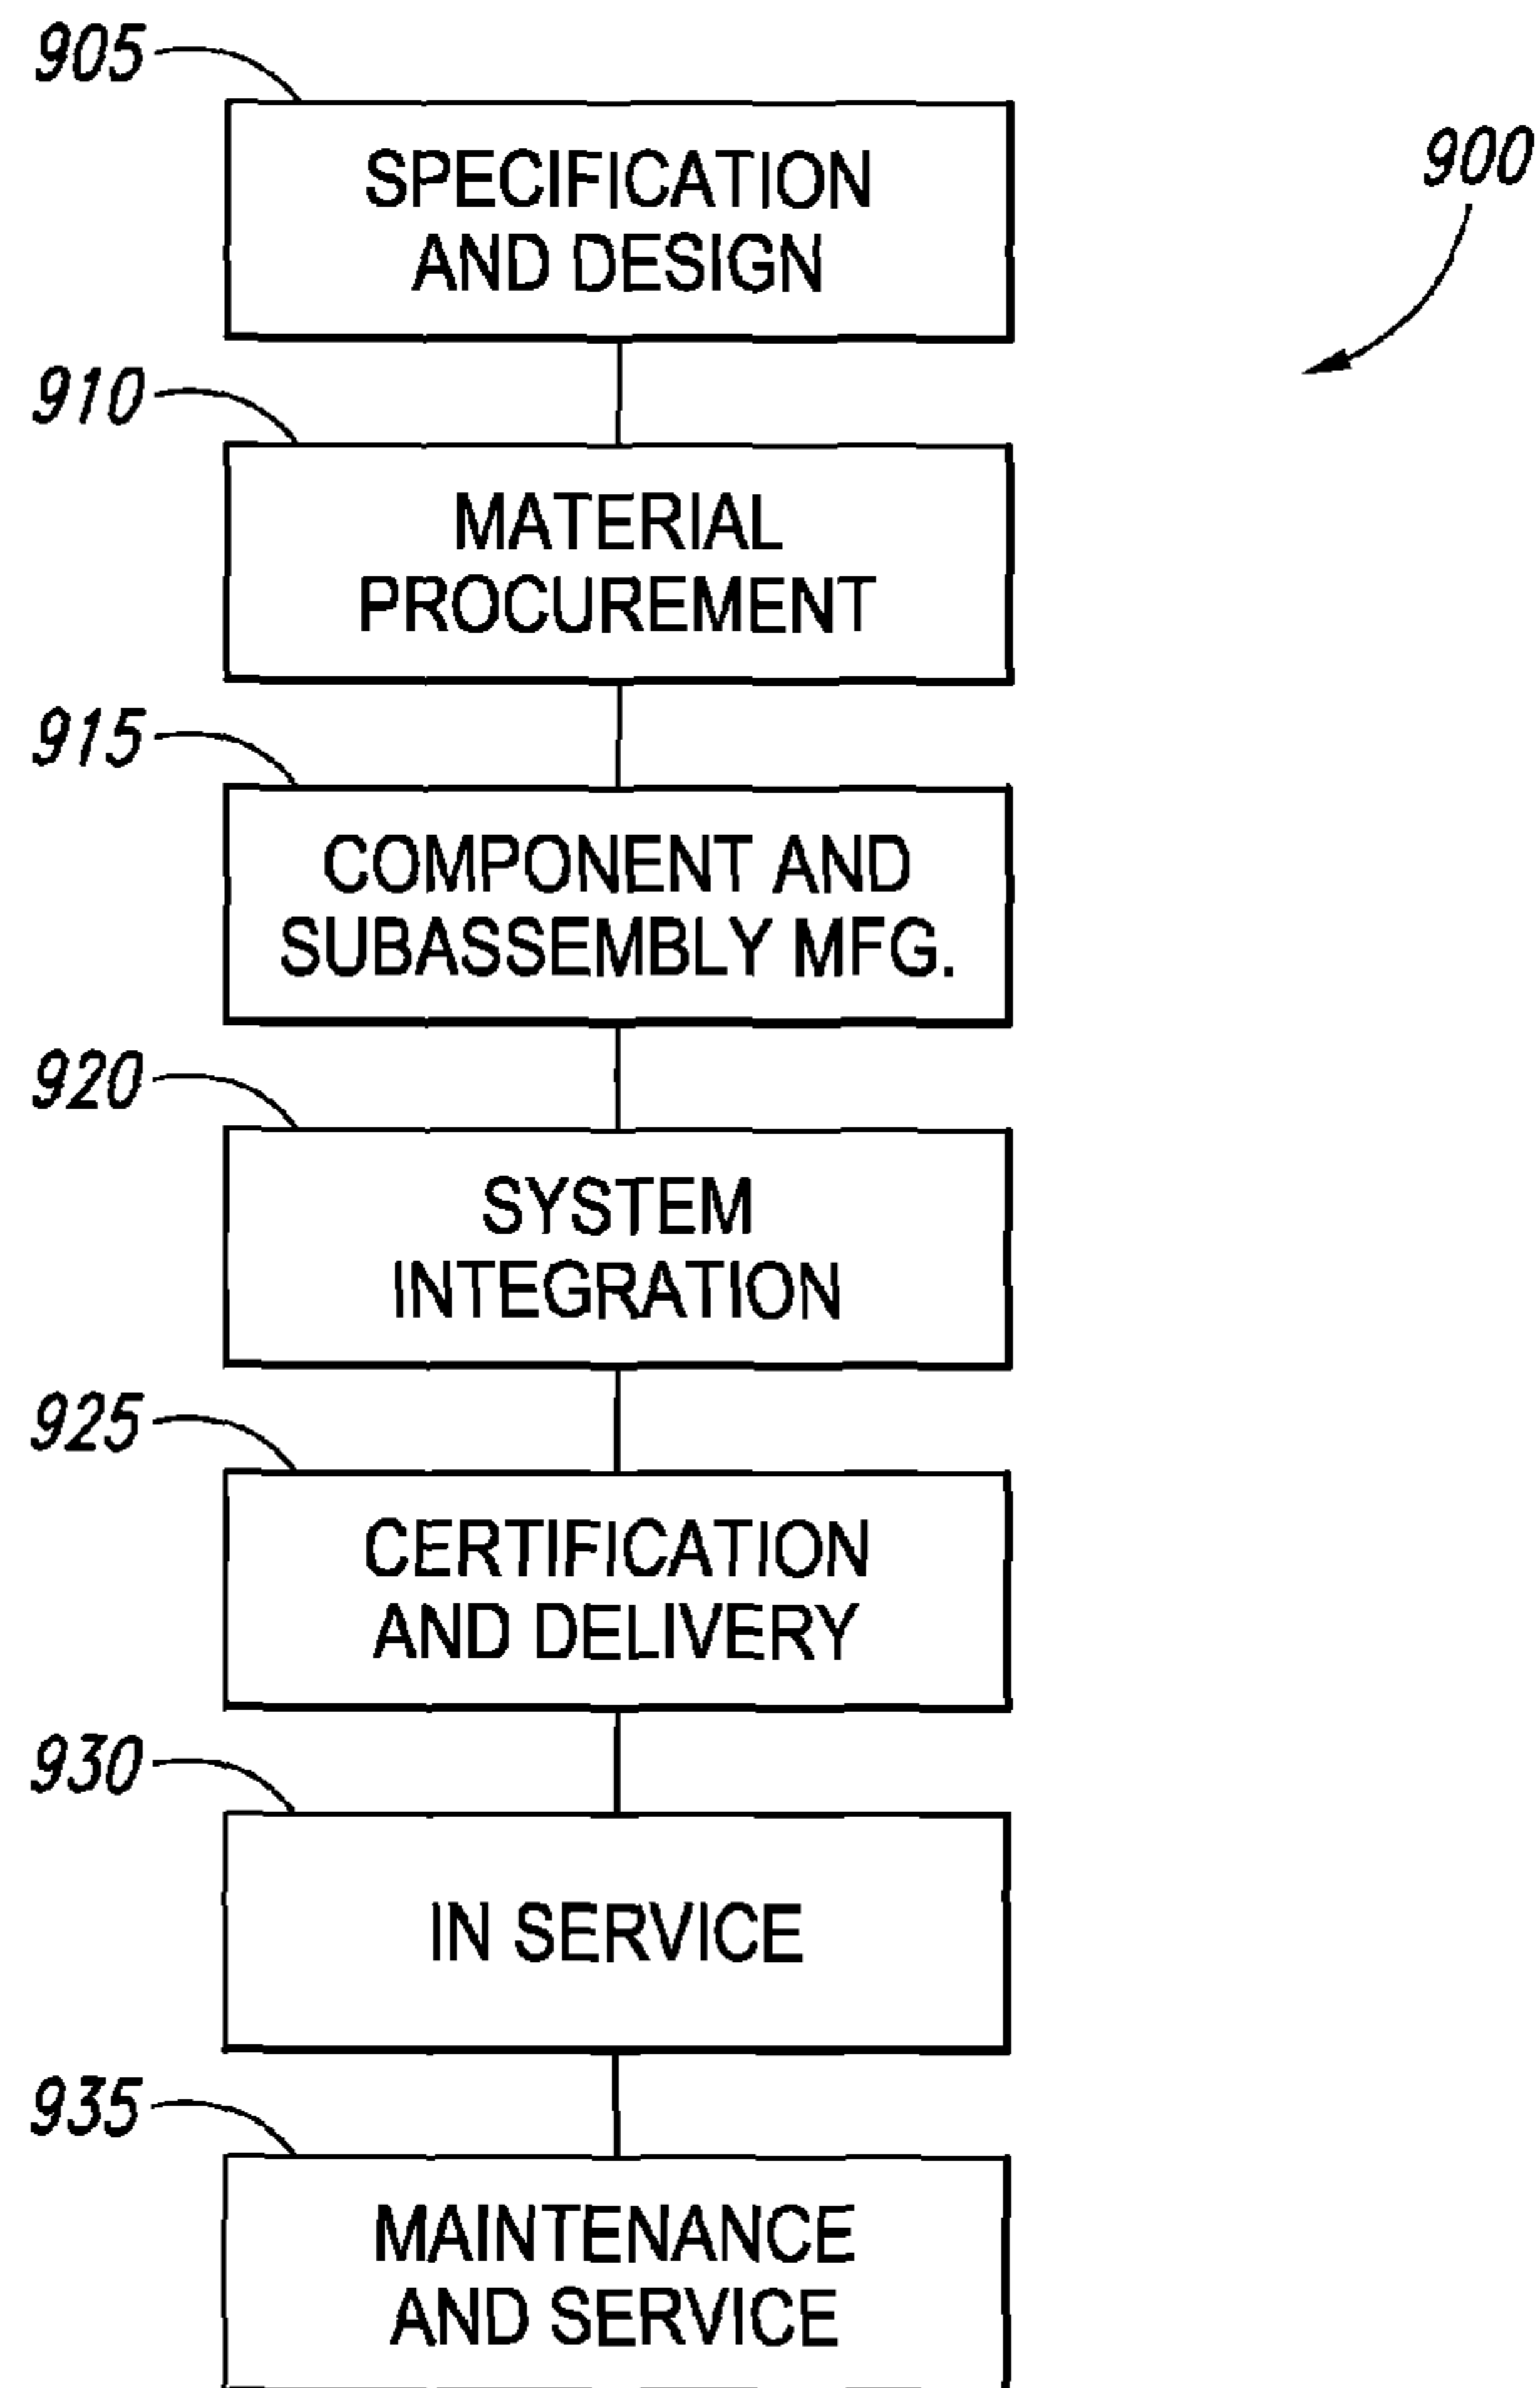 905
SPECIFICATION
AND DESIGN
900
910
MATERIAL
PROCUREMENT
915
COMPONENT AND
SUBASSEMBLY MFG.
920
SYSTEM
INTEGRATION
925
CERTIFICATION
AND DELIVERY
930
IN SERVICE
935
MAINTENANCE
AND SERVICE